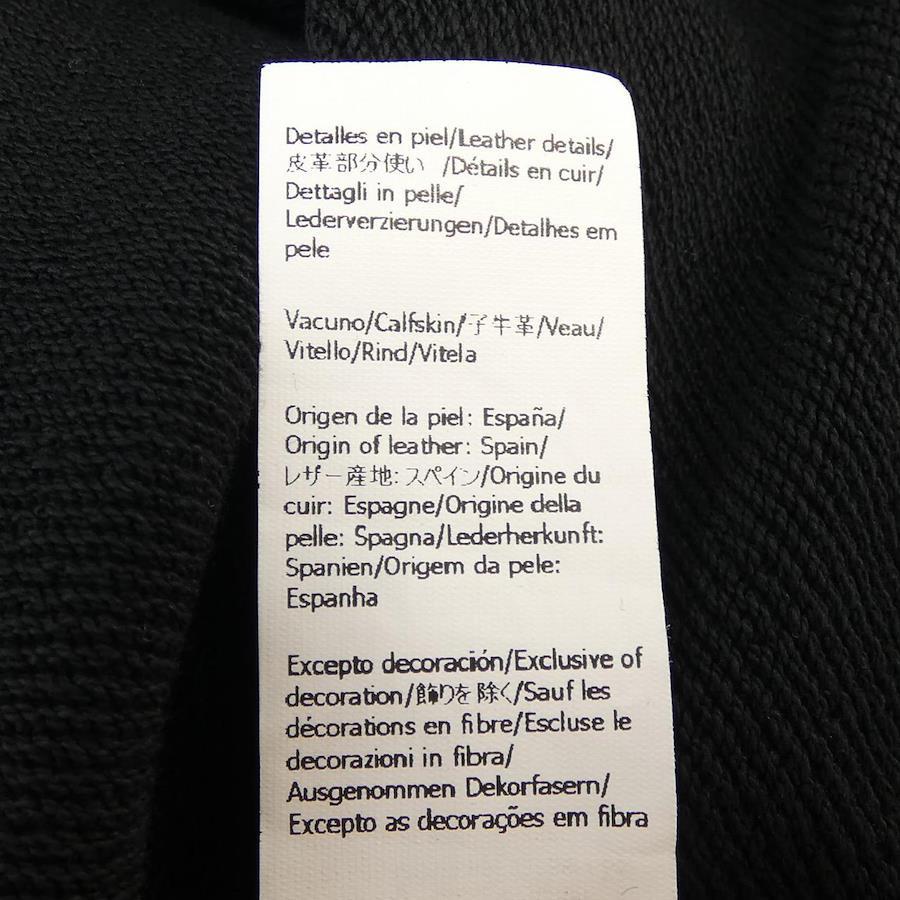 Detalles en piel/Leather details/
皮革部分使い /Détails en cuir/
Dettagli in pelle/
Lederverzierungen/Detalhes em
pele
Vacuno/Calfskin/子牛革/Veau/
Vitello/Rind/Vitela
Origen de la piel: España/
Origin of leather: Spain/
レザー産地: スペイン/Origine du
cuir: Espagne/Origine della
pelle: Spagna/Lederherkunft:
Spanien/Origem da pele:
Espanha
Excepto decoración/Exclusive of
decoration/飾りを除く/Sauf les
décorations en fibre/Escluse le
decorazioni in fibra/
Ausgenommen Dekorfasern/
Excepto as decorações em fibra